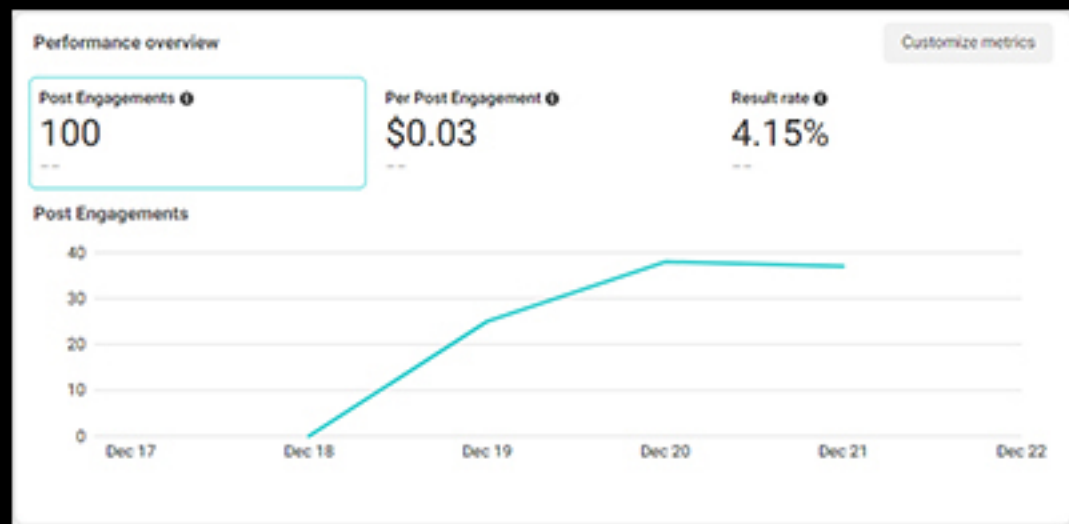 Performance overview
Customize metrics
Post Engagements
Per Post Engagement
Result rate
100
$0.03
4.15%
--
--
--
Post Engagements
40
30
20
10
0
Dec 17
Dec 18
Dec 19
Dec 20
Dec 21
Dec 22